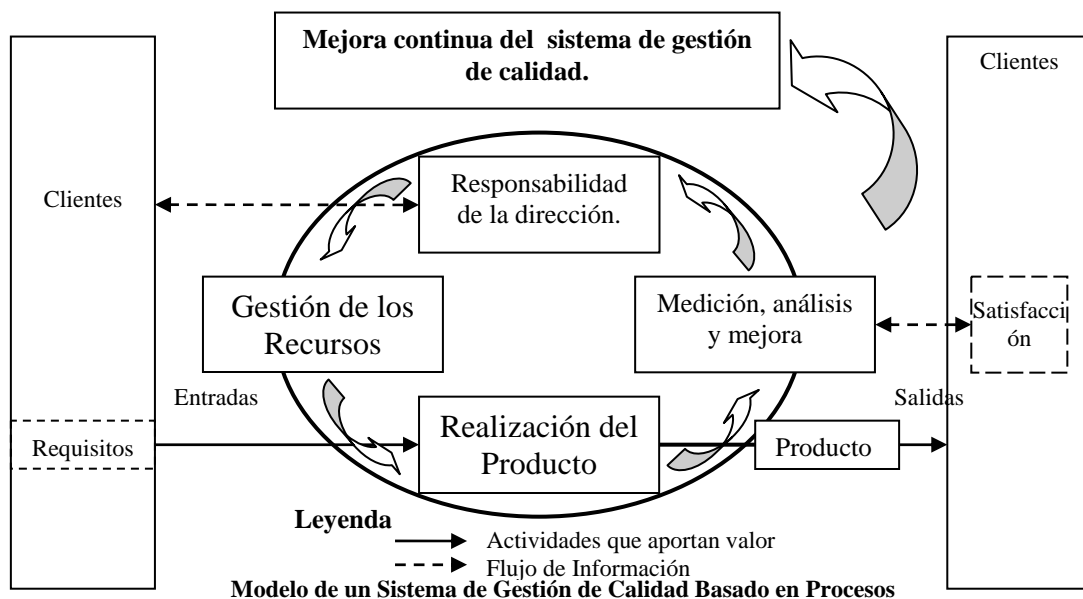 Mejora continua del sistema de gestión
de calidad.
Clientes
Clientes
Responsabilidad
de la dirección.
Gestión de los
Recursos
Medición, análisis
y mejora
Satisfacci
ón
Entradas
Salidas
Requisitos
Realización del
Producto
Producto
Leyenda
Actividades que aportan valor
Flujo de Información
Modelo de un Sistema de Gestión de Calidad Basado en Procesos